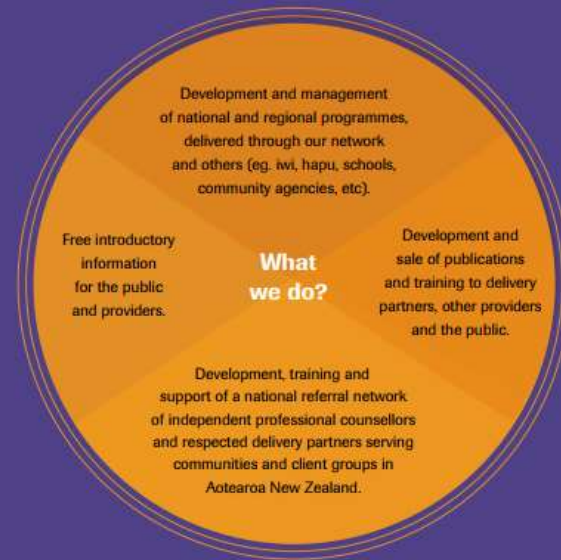 Development and management
of national and regional programmes,
delivered through our network
and others (eg. iwi, hapu, schools,
community agencies, etc).
Free introductory
information
for the public
and providers.
What
we do?
Development and
sale of publications
and training to delivery
partners, other providers
and the public.
Development, training and
support of a national referral network
of independent professional counsellors
and respected delivery partners serving
communities and client groups in
Aotearoa New Zealand.